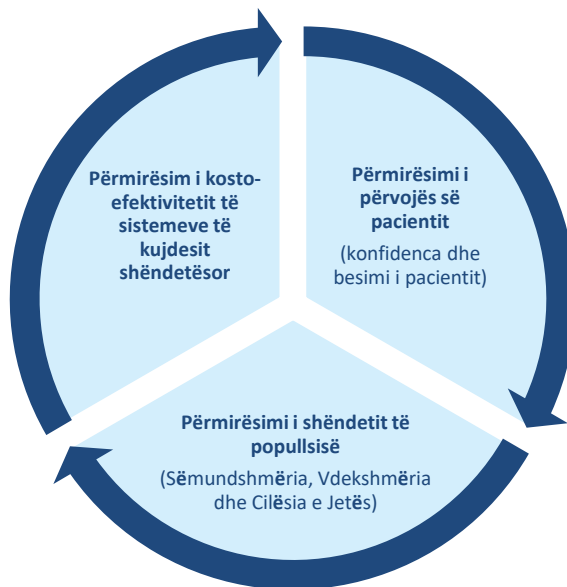 Përmirësim i kosto-
efektivitetit të
sistemeve të
kujdesit
shëndetësor
Përmirësimi i
përvojës së
pacientit
(konfidenca dhe
besimi i pacientit)
Përmirësimi i shëndetit të
popullsisë
(Sëmundshmëria, Vdekshmëria
dhe Cilësia e Jetës)